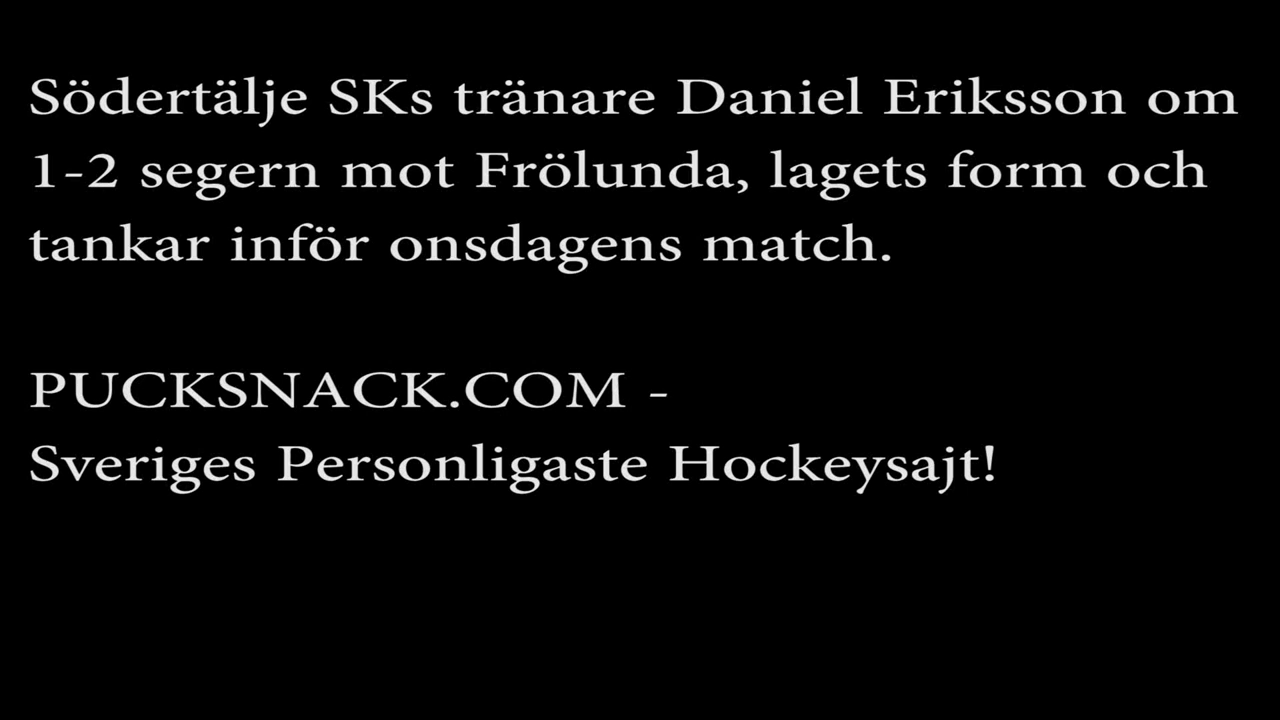 Södertälje SKs tränare Daniel Eriksson om
1-2 segern mot Frölunda, lagets form och
tankar inför onsdagens match.
PUCKSNACK.COM -
Sveriges Personligaste Hockeysajt!